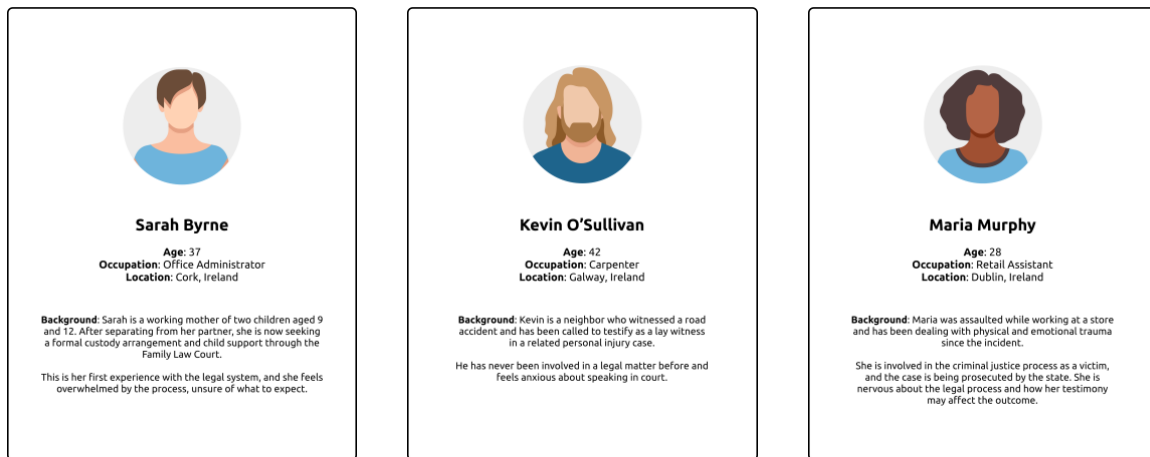 Sarah Byrne
Age: 37
Occupation: Office Administrator
Location: Cork, Ireland
Background: Sarah is a working mother of two children aged 9
and 12. After separating from her partner, she is now seeking
a formal custody arrangement and child support through the
Family Law Court.
This is her first experience with the legal system, and she feels
overwhelmed by the process, unsure of what to expect.
Kevin O’Sullivan
Age: 42
Occupation: Carpenter
Location: Galway, Ireland
Background: Kevin is a neighbor who witnessed a road
accident and has been called to testify as a lay witness
in a related personal injury case.
He has never been involved in a legal matter before and
feels anxious about speaking in court.
Maria Murphy
Age: 28
Occupation: Retail Assistant
Location: Dublin, Ireland
Background: Maria was assaulted while working at a store
and has been dealing with physical and emotional trauma
since the incident.
She is involved in the criminal justice process as a victim,
and the case is being prosecuted by the state. She is
nervous about the legal process and how her testimony
may affect the outcome.